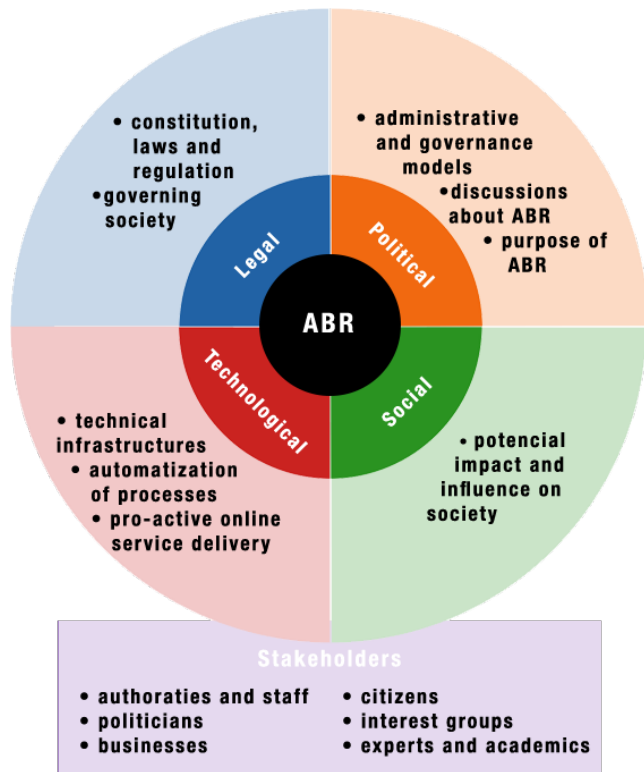 • constitution,
laws and
regulation
• governing
society
• administrative
and governance
models
• discussions
about ABR
• purpose of
ABR
Legal
Political
ABR
Technological
Social
• technical
infrastructures
• automatization
of processes
• pro-active online
service delivery
• potencial
impact and
influence on
society
Stakeholders
• authoraties and staff
• politicians
• businesses
• citizens
• interest groups
• experts and academics